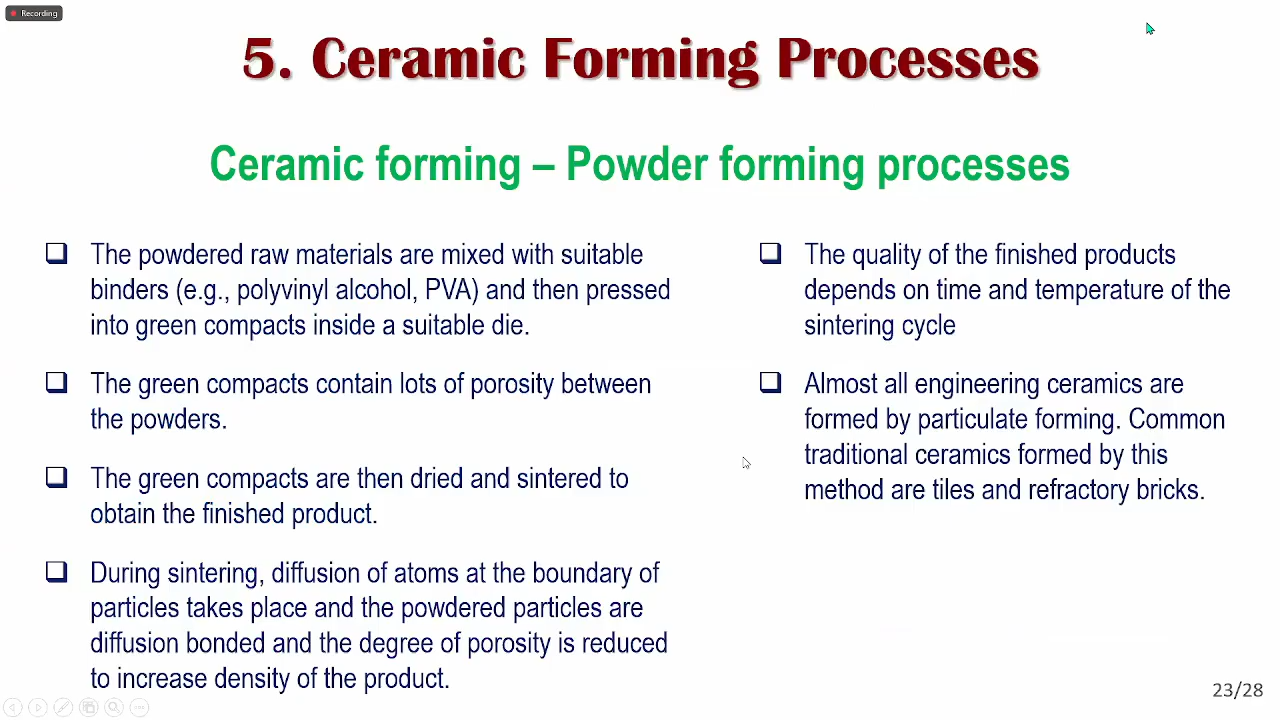 Recording
5. Ceramic Forming Processes
Ceramic forming – Powder forming processes
The powdered raw materials are mixed with suitable
binders (e.g., polyvinyl alcohol, PVA) and then pressed
into green compacts inside a suitable die.
The green compacts contain lots of porosity between
the powders.
The green compacts are then dried and sintered to
obtain the finished product.
During sintering, diffusion of atoms at the boundary of
particles takes place and the powdered particles are
diffusion bonded and the degree of porosity is reduced
to increase density of the product.
The quality of the finished products
depends on time and temperature of the
sintering cycle
Almost all engineering ceramics are
formed by particulate forming. Common
traditional ceramics formed by this
method are tiles and refractory bricks.
23/28